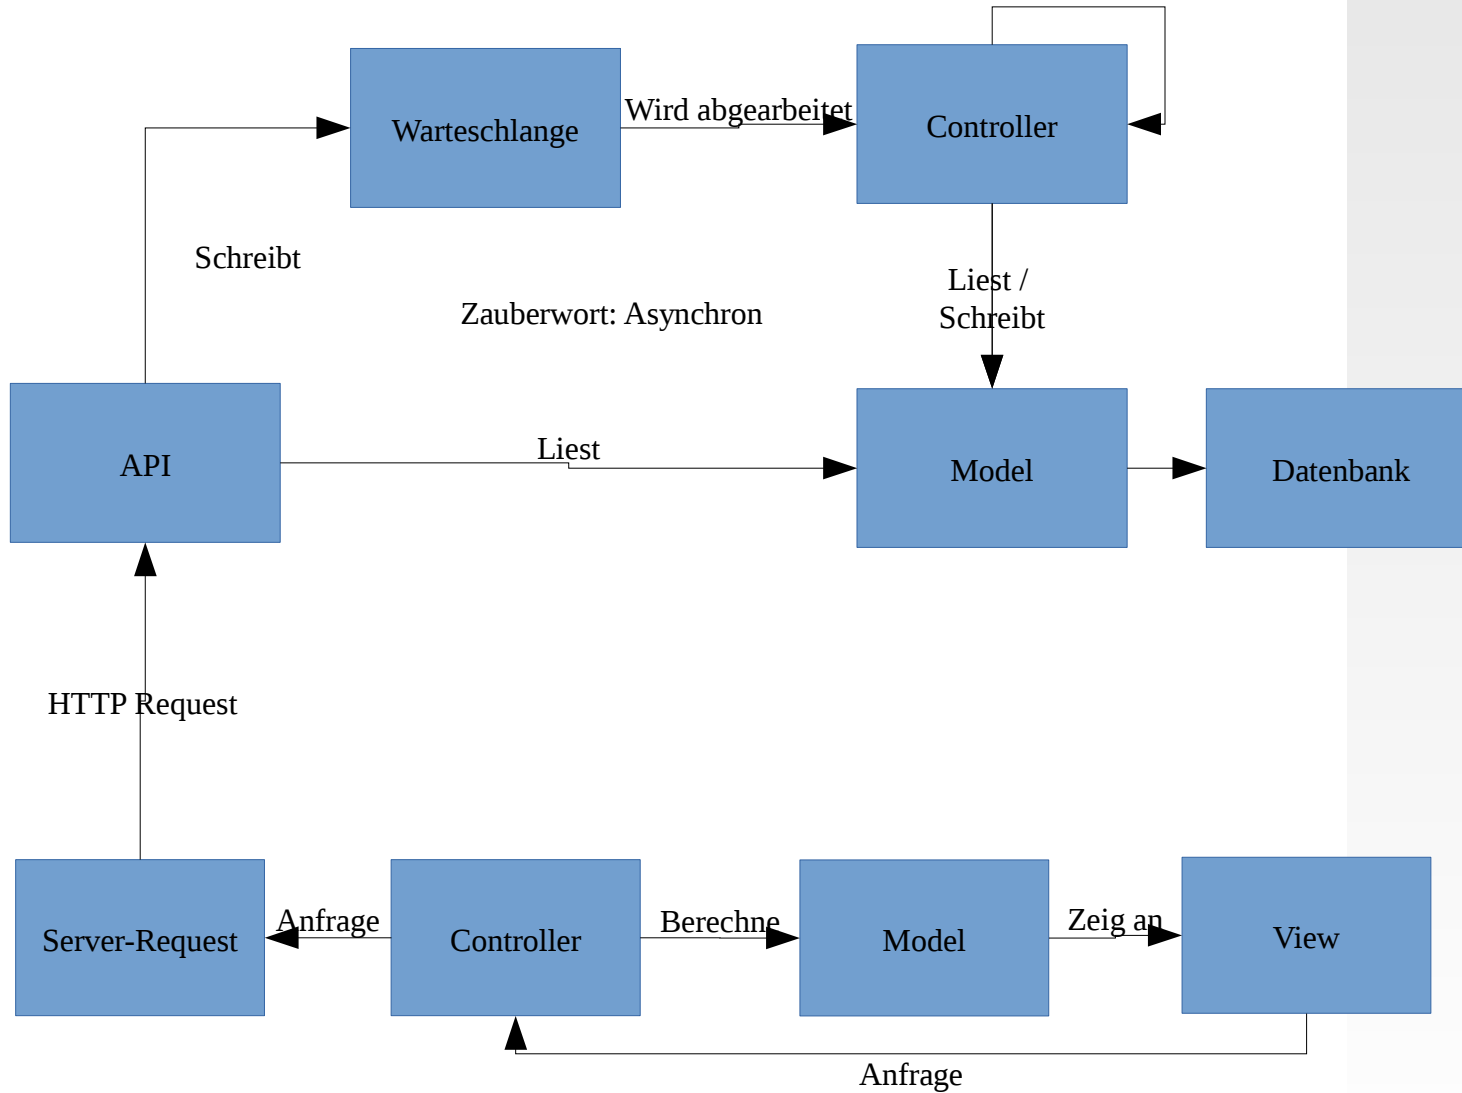 Warteschlange
Wird abgearbeitet
Controller
Schreibt
Zauberwort: Asynchron
Liest /
Schreibt
API
Liest
Model
Datenbank
HTTP Request
Server-Request
Anfrage
Controller
Berechne
Model
Zeig an
View
Anfrage